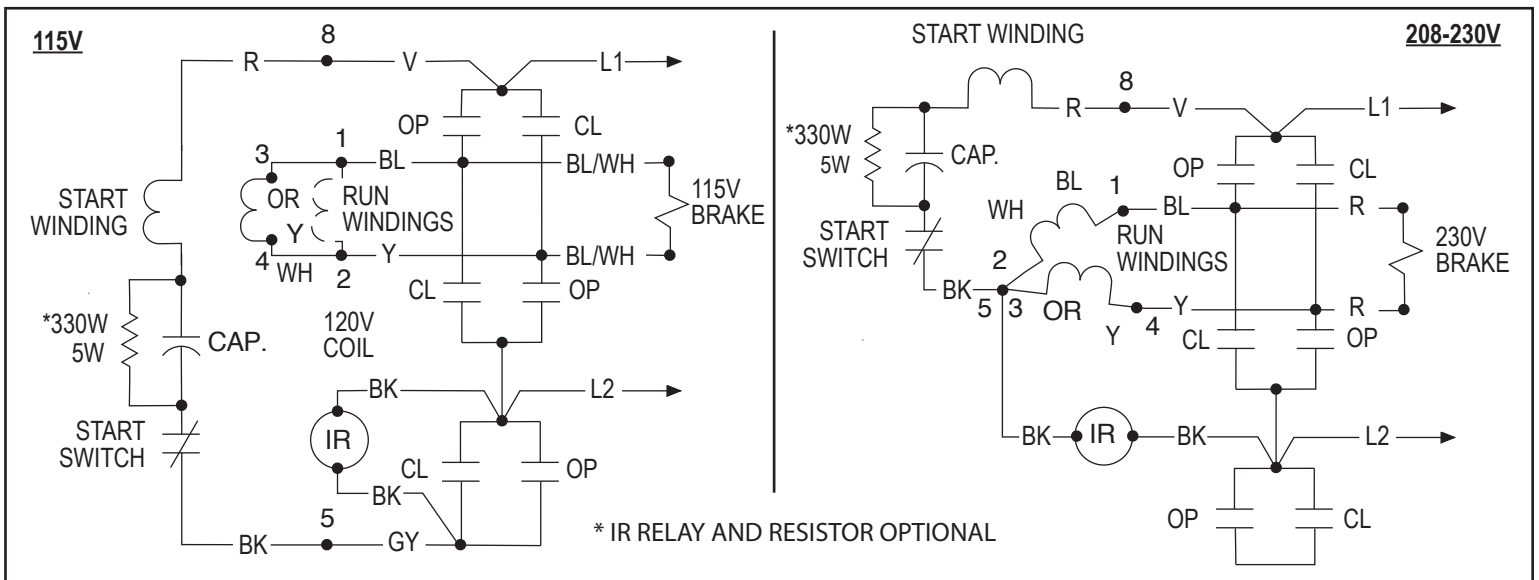 115V
8
R
V
L1
OP
CL
1
3
BL
BL/WH
OR
RUN
WINDINGS
115V
BRAKE
START
WINDING
Y
4
WH
2
Y
BL/WH
CL
OP
*330W
5W
CAP.
120V
COIL
BK
L2
START
SWITCH
IR
CL
OP
BK
5
BK
GY
* IR RELAY AND RESISTOR OPTIONAL
208-230V
START WINDING
8
R
V
L1
*330W
5W
CAP.
OP
CL
BL
1
WH
BL
R
START
SWITCH
RUN
WINDINGS
230V
BRAKE
2
BK
5
3
OR
Y
4
Y
R
CL
OP
BK
IR
BK
L2
OP
CL